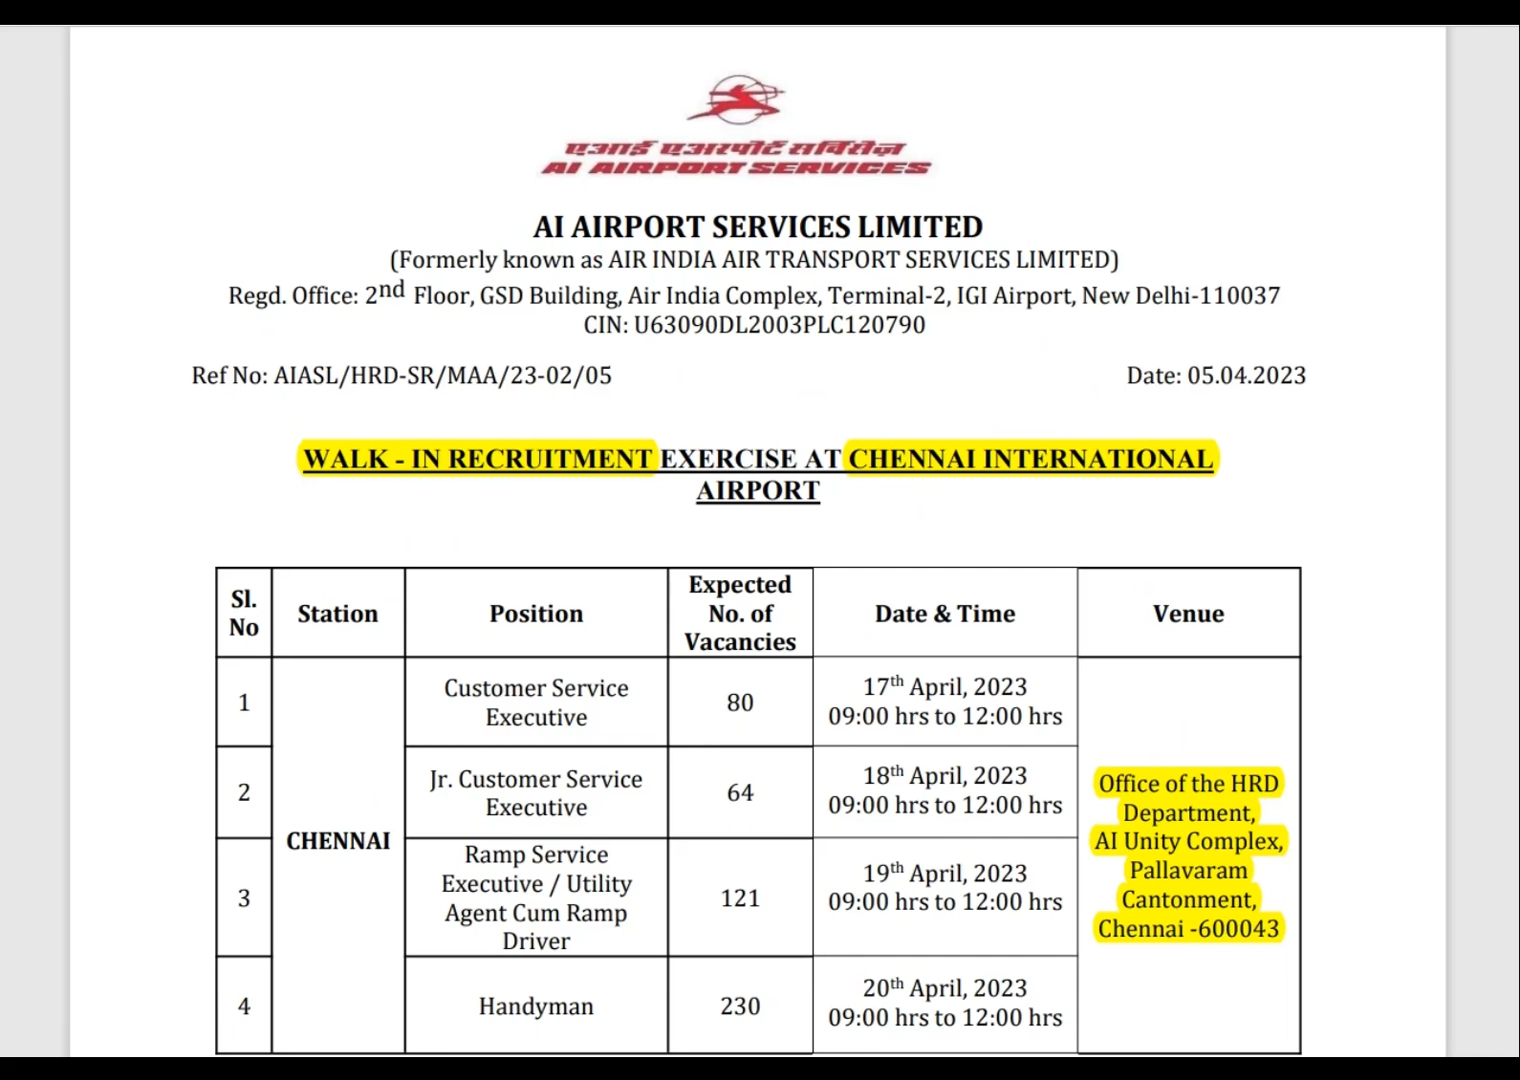 एआई एअरपोर्ट सर्विसेज़
AI AIRPORT SERVICES
AI AIRPORT SERVICES LIMITED
(Formerly known as AIR INDIA AIR TRANSPORT SERVICES LIMITED)
Regd. Office: 2nd Floor, GSD Building, Air India Complex, Terminal-2, IGI Airport, New Delhi-110037
CIN: U63090DL2003PLC120790
Ref No: AIASL/HRD-SR/MAA/23-02/05 Date: 05.04.2023
WALK - IN RECRUITMENT EXERCISE AT CHENNAI INTERNATIONAL
AIRPORT
Sl. No Station Position Expected No. of Vacancies Date & Time Venue
1 Customer Service Executive 80 17th April, 2023 09:00 hrs to 12:00 hrs
2 Jr. Customer Service Executive 64 18th April, 2023 09:00 hrs to 12:00 hrs
CHENNAI
3 Ramp Service Executive / Utility Agent Cum Ramp Driver 121 19th April, 2023 09:00 hrs to 12:00 hrs
4 Handyman 230 20th April, 2023 09:00 hrs to 12:00 hrs
Office of the HRD
Department,
AI Unity Complex,
Pallavaram
Cantonment,
Chennai -600043